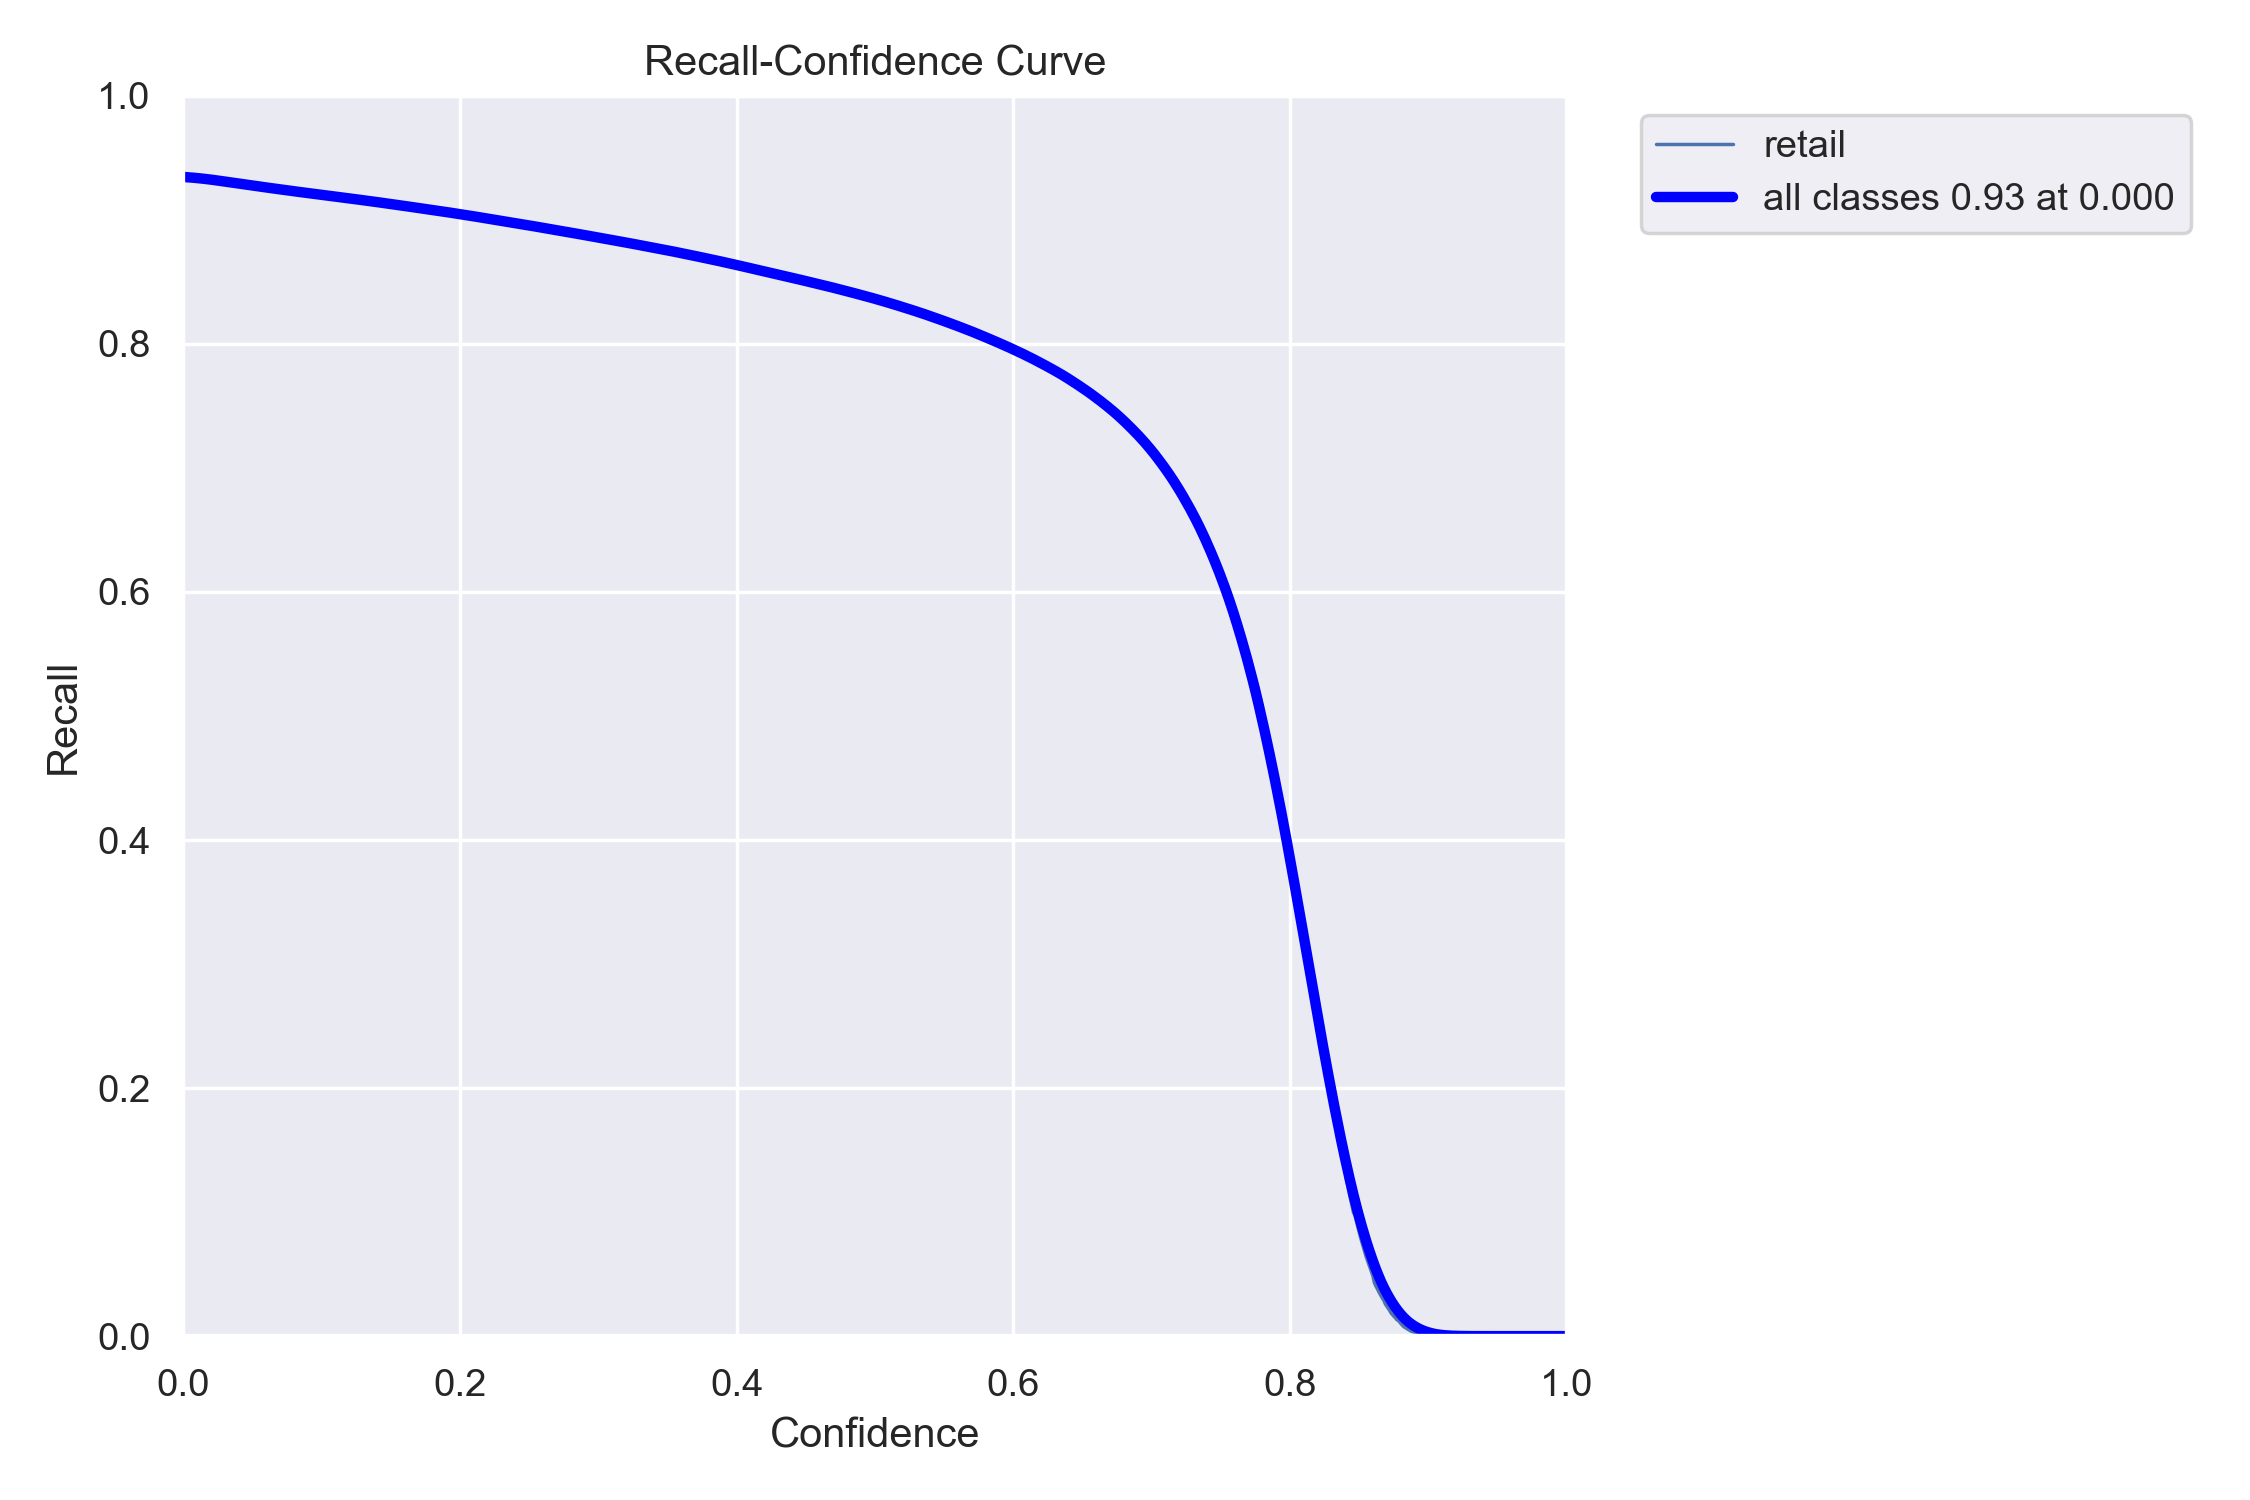 Recall-Confidence Curve
1.0
0.8
0.6
0.4
0.2
0.0
Recall
0.0 0.2 0.4 0.6 0.8 1.0
Confidence
retail
all classes 0.93 at 0.000